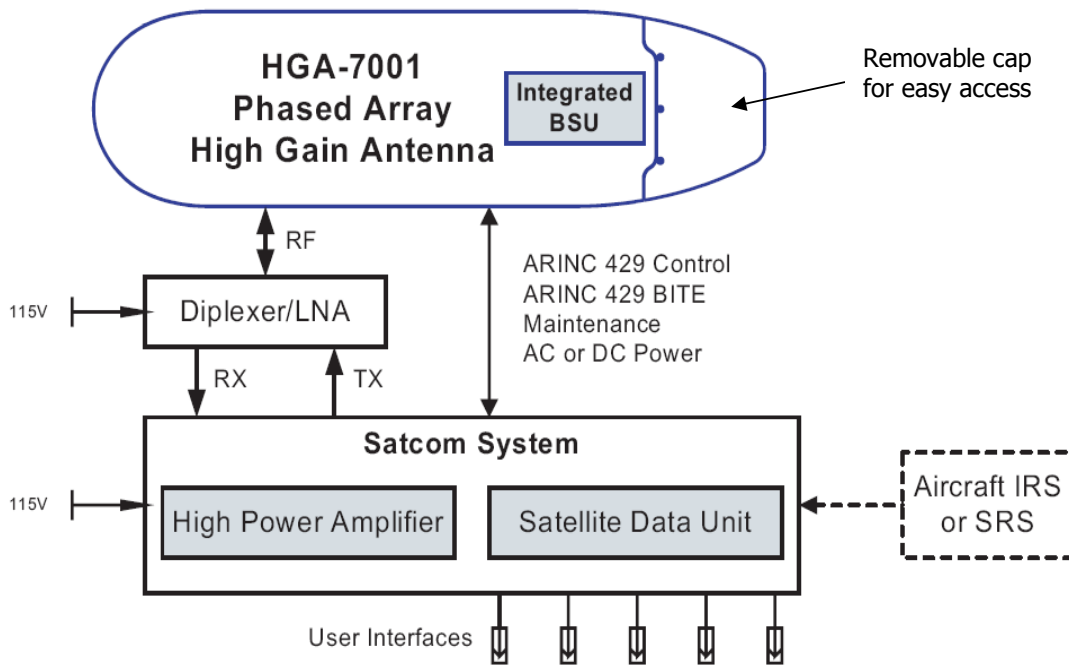 HGA-7001
Phased Array
High Gain Antenna
Integrated
BSU
Removable cap
for easy access
RF
ARINC 429 Control
ARINC 429 BITE
Maintenance
AC or DC Power
115V
Diplexer/LNA
RX
TX
Satcom System
115V
High Power Amplifier
Satellite Data Unit
Aircraft IRS
or SRS
User Interfaces